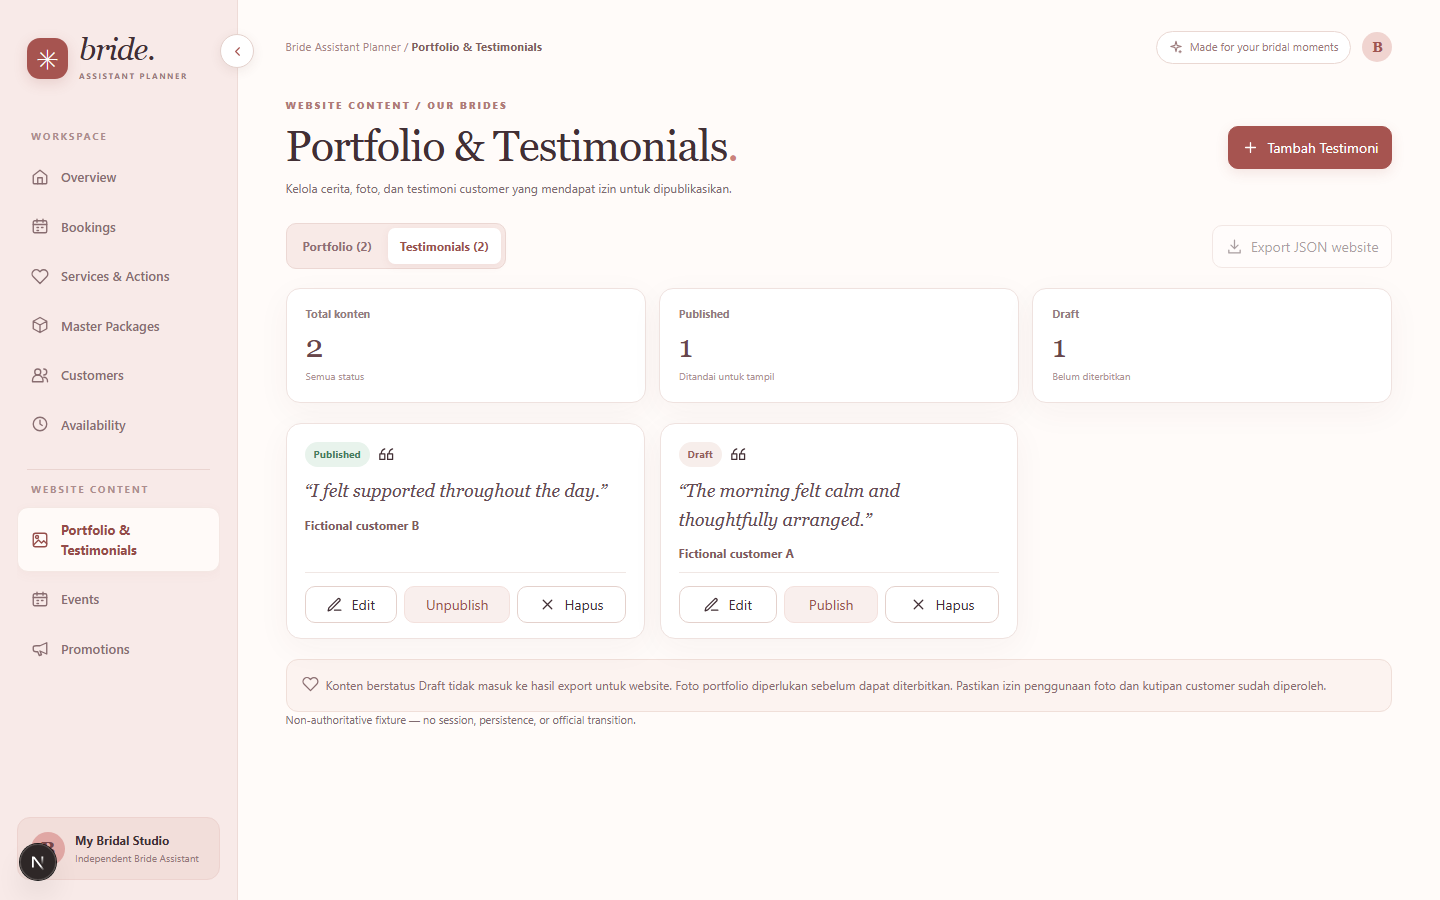 bride.
ASSISTANT PLANNER
WORKSPACE
Overview
Bookings
Services & Actions
Master Packages
Customers
Availability
WEBSITE CONTENT
Portfolio &
Testimonials
Events
Promotions
My Bridal Studio
Independent Bride Assistant
N
Bride Assistant Planner / Portfolio & Testimonials
Made for your bridal moments
B
WEBSITE CONTENT / OUR BRIDES
Portfolio & Testimonials.
Kelola cerita, foto, dan testimoni customer yang mendapat izin untuk dipublikasikan.
Tambah Testimoni
Portfolio (2)
Testimonials (2)
Export JSON website
Total konten
2
Semua status
Published
1
Ditandai untuk tampil
Draft
1
Belum diterbitkan
Published
“I felt supported throughout the day.”
Fictional customer B
Edit
Unpublish
Hapus
Draft
“The morning felt calm and
thoughtfully arranged.”
Fictional customer A
Edit
Publish
Hapus
Konten berstatus Draft tidak masuk ke hasil export untuk website. Foto portfolio diperlukan sebelum dapat diterbitkan. Pastikan izin penggunaan foto dan kutipan customer sudah diperoleh.
Non-authoritative fixture — no session, persistence, or official transition.